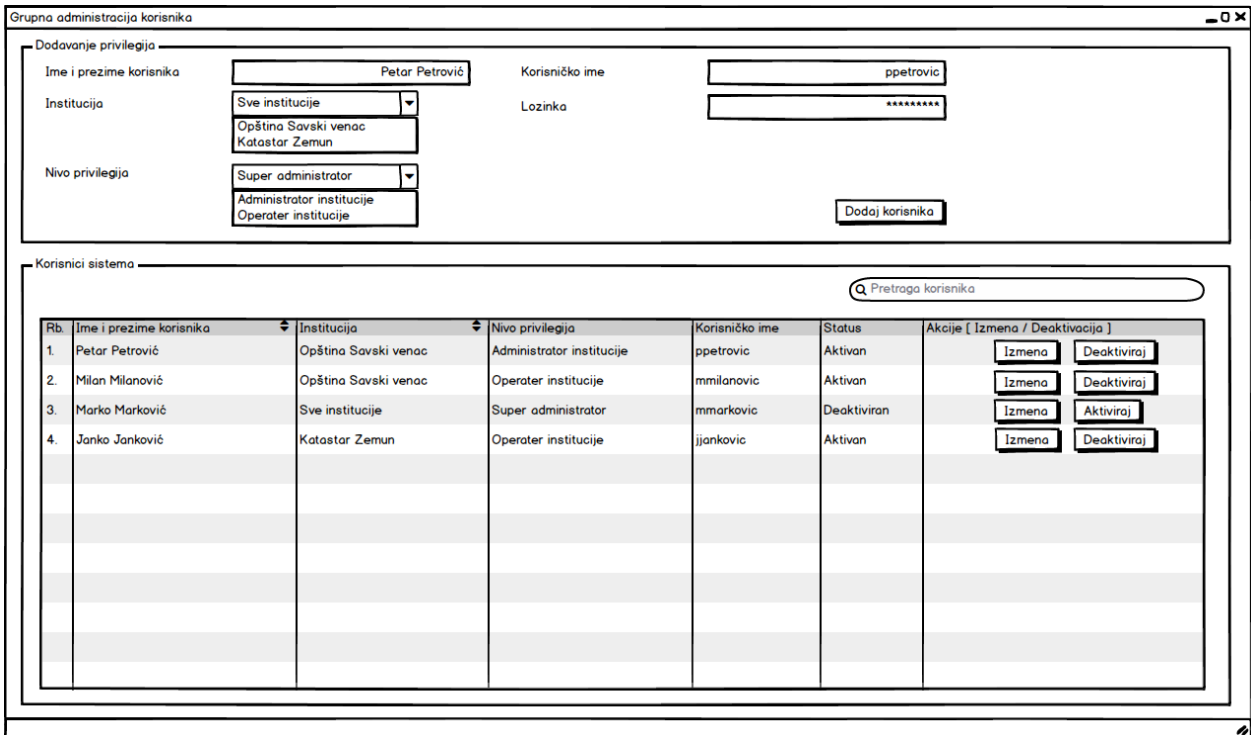 Grupna administracija korisnika
Dodavanje privilegija
Ime i prezime korisnika Petar Petrović Korisničko ime ppetrovic
Institucija Sve institucije Lozinka *********
Opština Savski venac
Katastar Zemun
Nivo privilegija Super administrator
Administrator institucije
Operater institucije
Dodaj korisnika
Korisnici sistema
Pretraga korisnika
Rb. Ime i prezime korisnika Institucija Nivo privilegija Korisničko ime Status Akcije [ Izmena / Deaktivacija ]
1. Petar Petrović Opština Savski venac Administrator institucije ppetrovic Aktivan Izmena Deaktiviraj
2. Milan Milanović Opština Savski venac Operater institucije mmilanovic Aktivan Izmena Deaktiviraj
3. Marko Marković Sve institucije Super administrator mmarkovic Deaktiviran Izmena Aktiviraj
4. Janko Janković Katastar Zemun Operater institucije jjankovic Aktivan Izmena Deaktiviraj